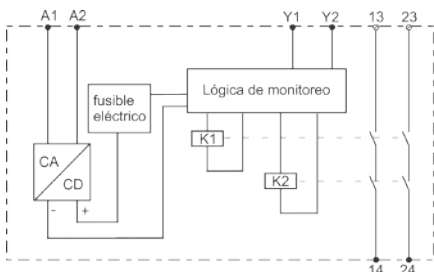 A1 A2 Y1 Y2 13 23
Lógica de monitoreo
fusible
eléctrico
K1
CA
K2
CD
- +
14 24